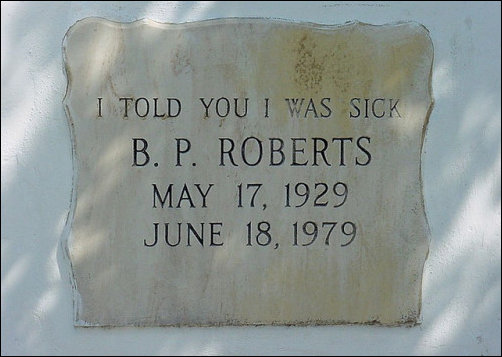 I TOLD YOU I WAS SICK
B. P. ROBERTS
MAY 17, 1929
JUNE 18, 1979